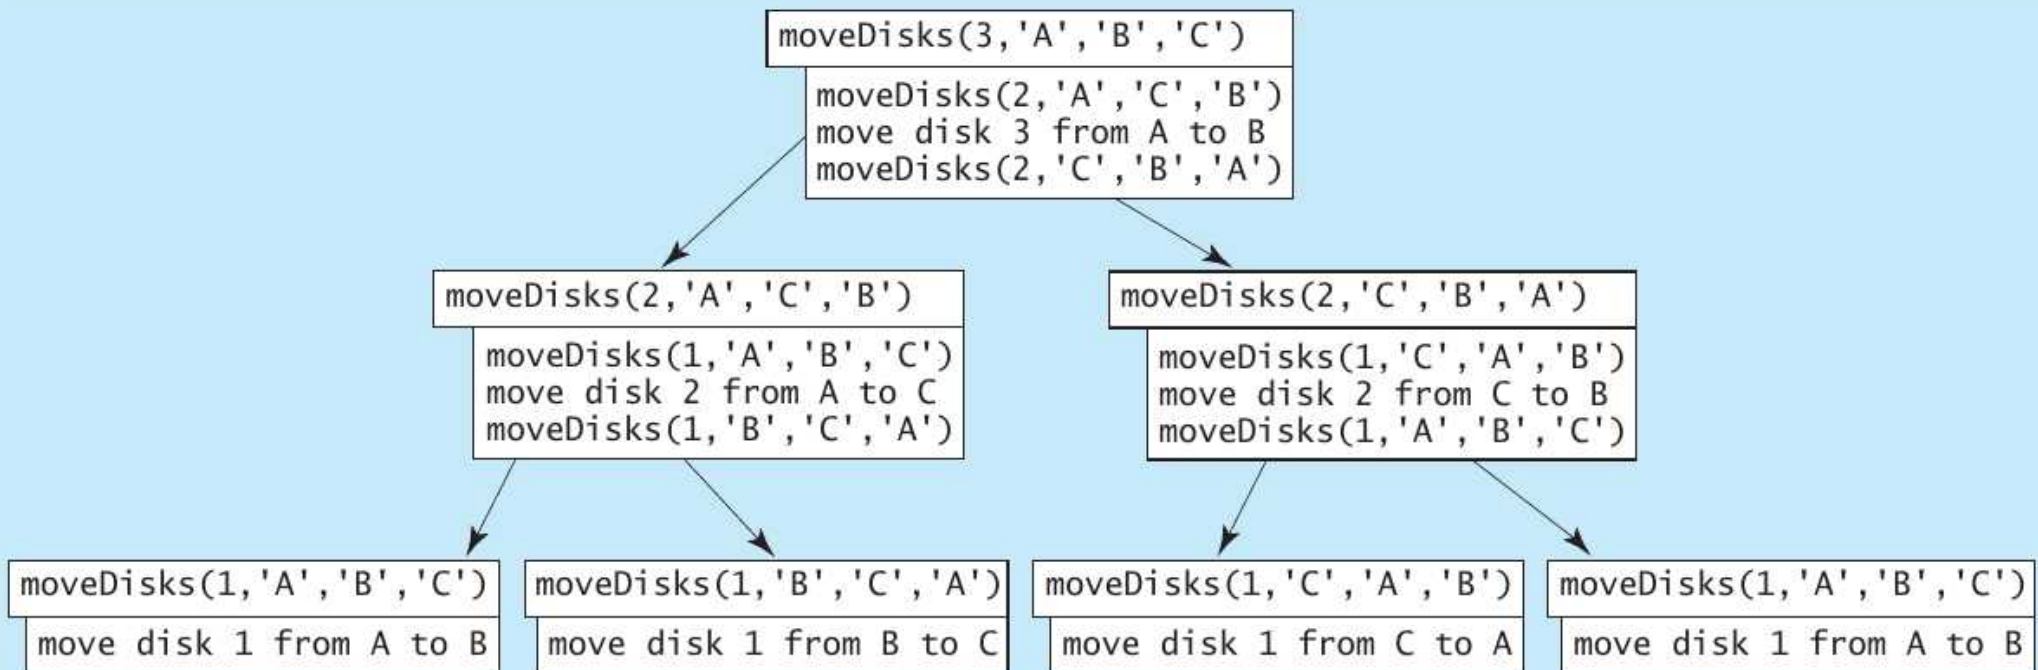 moveDisks(3,'A','B','C')
moveDisks(2,'A','C','B')
move disk 3 from A to B
moveDisks(2,'C','B','A')
moveDisks(2,'A','C','B')
moveDisks(1,'A','B','C')
move disk 2 from A to C
moveDisks(1,'B','C','A')
moveDisks(2,'C','B','A')
moveDisks(1,'C','A','B')
move disk 2 from C to B
moveDisks(1,'A','B','C')
moveDisks(1,'A','B','C')
move disk 1 from A to B
moveDisks(1,'B','C','A')
move disk 1 from B to C
moveDisks(1,'C','A','B')
move disk 1 from C to A
moveDisks(1,'A','B','C')
move disk 1 from A to B